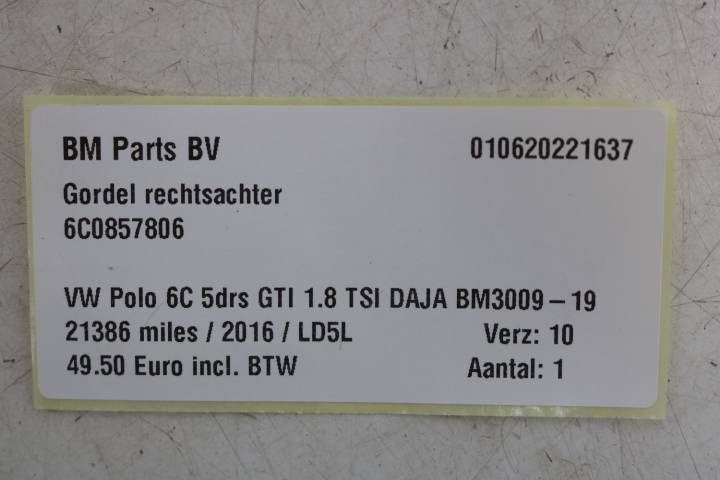 BM Parts BV 010620221637
Gordel rechtsachter
6C0857806
VW Polo 6C 5drs GTI 1.8 TSI DAJA BM3009 – 19
21386 miles / 2016 / LD5L Verz: 10
49.50 Euro incl. BTW Aantal: 1